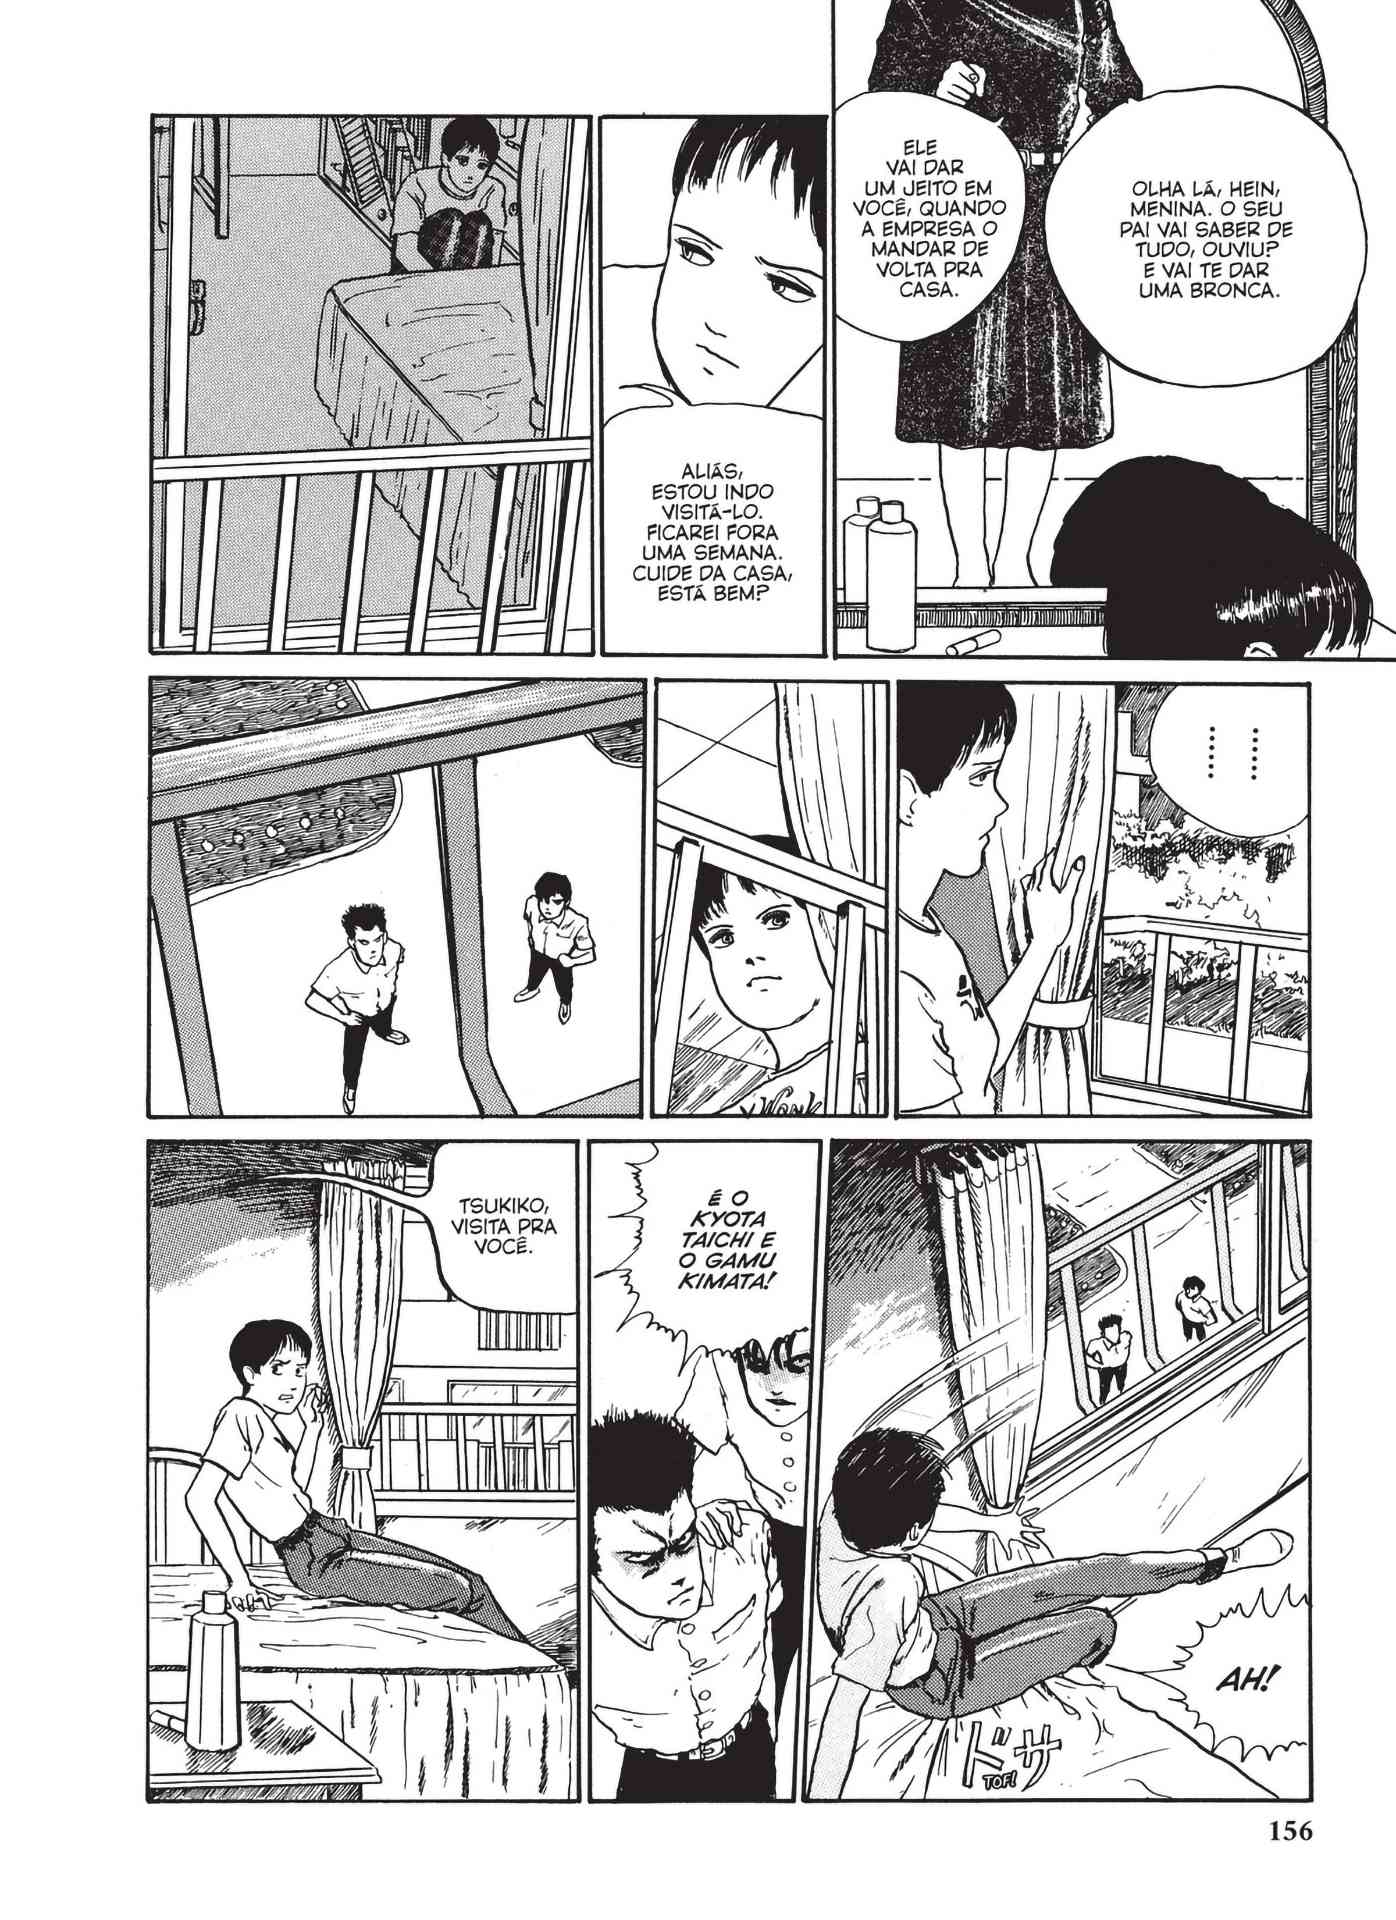 OLHA LÁ, HEIN,
MENINA. O SEU
PAI VAI SABER DE
TUDO, OUVIU?
E VAI TE DAR
UMA BRONCA.
ELE
VAI DAR
UM JEITO EM
VOCÊ, QUANDO
A EMPRESA O
MANDAR DE
VOLTA PRA
CASA.
ALIÁS,
ESTOU INDO
VISITÁ-LO.
FICAREI FORA
UMA SEMANA.
CUIDE DA CASA,
ESTÁ BEM?
......
......
AH!
ドサ
TOF!
É O
KYOTA
TAICHI E
O GAMU
KIMATA!
TSUKIKO,
VISITA PRA
VOCÊ.
156